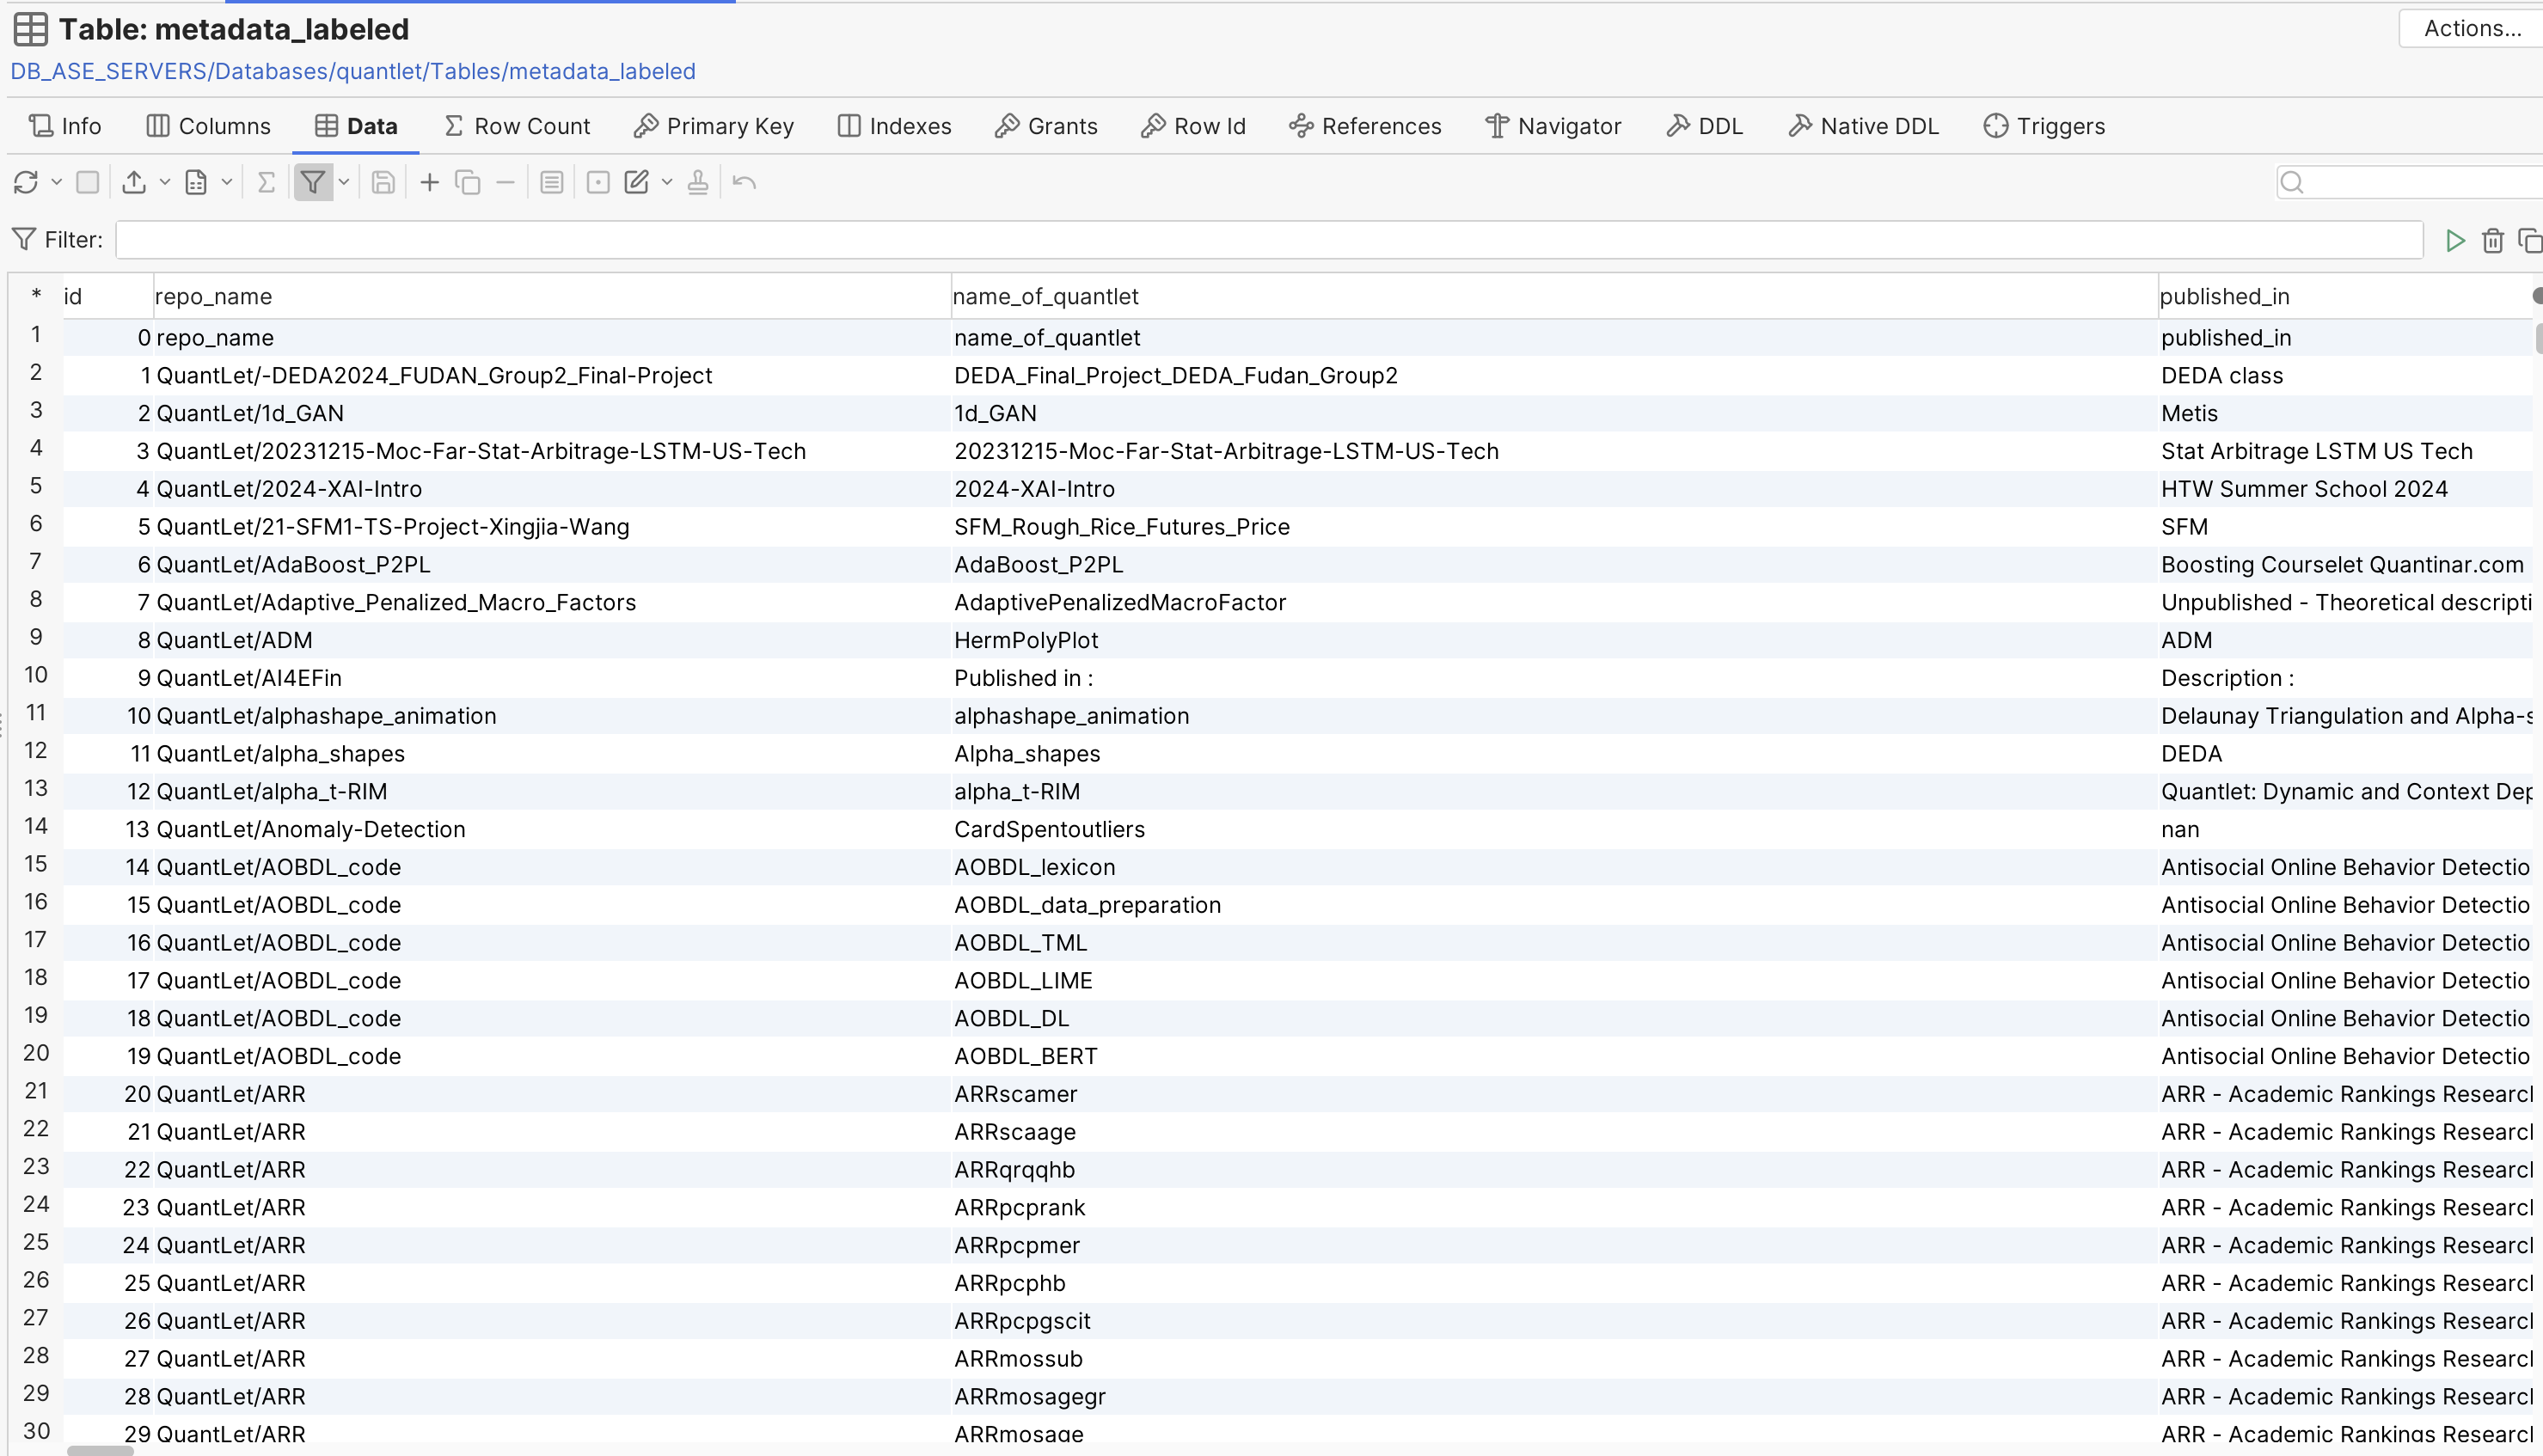 Table: metadata_labeled
Actions...
DB_ASE_SERVERS/Databases/quantlet/Tables/metadata_labeled
Info Columns Data Row Count Primary Key Indexes Grants Row Id References Navigator DDL Native DDL Triggers
Filter:
* id repo_name name_of_quantlet published_in
1 0 repo_name name_of_quantlet published_in
2 1 QuantLet/-DEDA2024_FUDAN_Group2_Final-Project DEDA_Final_Project_DEDA_Fudan_Group2 DEDA class
3 2 QuantLet/1d_GAN 1d_GAN Metis
4 3 QuantLet/20231215-Moc-Far-Stat-Arbitrage-LSTM-US-Tech 20231215-Moc-Far-Stat-Arbitrage-LSTM-US-Tech Stat Arbitrage LSTM US Tech
5 4 QuantLet/2024-XAI-Intro 2024-XAI-Intro HTW Summer School 2024
6 5 QuantLet/21-SFM1-TS-Project-Xingjia-Wang SFM_Rough_Rice_Futures_Price SFM
7 6 QuantLet/AdaBoost_P2PL AdaBoost_P2PL Boosting Courselet Quantinar.com
8 7 QuantLet/Adaptive_Penalized_Macro_Factors AdaptivePenalizedMacroFactor Unpublished - Theoretical descripti
9 8 QuantLet/ADM HermPolyPlot ADM
10 9 QuantLet/AI4EFin Published in : Description :
11 10 QuantLet/alphashape_animation alphashape_animation Delaunay Triangulation and Alpha-s
12 11 QuantLet/alpha_shapes Alpha_shapes DEDA
13 12 QuantLet/alpha_t-RIM alpha_t-RIM Quantlet: Dynamic and Context Dep
14 13 QuantLet/Anomaly-Detection CardSpentoutliers nan
15 14 QuantLet/AOBDL_code AOBDL_lexicon Antisocial Online Behavior Detectio
16 15 QuantLet/AOBDL_code AOBDL_data_preparation Antisocial Online Behavior Detectio
17 16 QuantLet/AOBDL_code AOBDL_TML Antisocial Online Behavior Detectio
18 17 QuantLet/AOBDL_code AOBDL_LIME Antisocial Online Behavior Detectio
19 18 QuantLet/AOBDL_code AOBDL_DL Antisocial Online Behavior Detectio
20 19 QuantLet/AOBDL_code AOBDL_BERT Antisocial Online Behavior Detectio
21 20 QuantLet/ARR ARRscamer ARR - Academic Rankings Research
22 21 QuantLet/ARR ARRscaage ARR - Academic Rankings Research
23 22 QuantLet/ARR ARRqrqqhb ARR - Academic Rankings Research
24 23 QuantLet/ARR ARRpcprank ARR - Academic Rankings Research
25 24 QuantLet/ARR ARRpcpmer ARR - Academic Rankings Research
26 25 QuantLet/ARR ARRpcphb ARR - Academic Rankings Research
27 26 QuantLet/ARR ARRpcpgscit ARR - Academic Rankings Research
28 27 QuantLet/ARR ARRmossub ARR - Academic Rankings Research
29 28 QuantLet/ARR ARRmosagegr ARR - Academic Rankings Research
30 29 QuantLet/ARR ARRmosage ARR - Academic Rankings Research